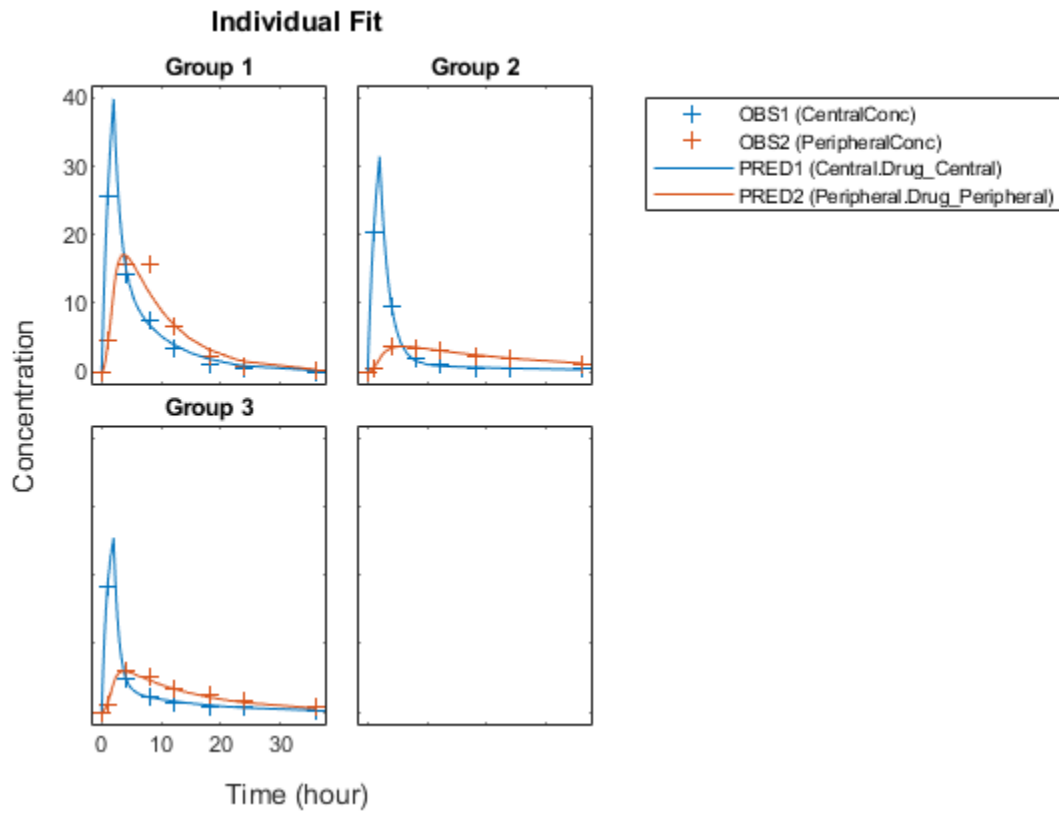 Individual Fit
Group 1
Group 2
OBS1 (CentralConc)
OBS2 (PeripheralConc)
PRED1 (Central.Drug_Central)
PRED2 (Peripheral.Drug_Peripheral)
40
30
20
10
0
Group 3
Concentration
0 10 20 30
Time (hour)